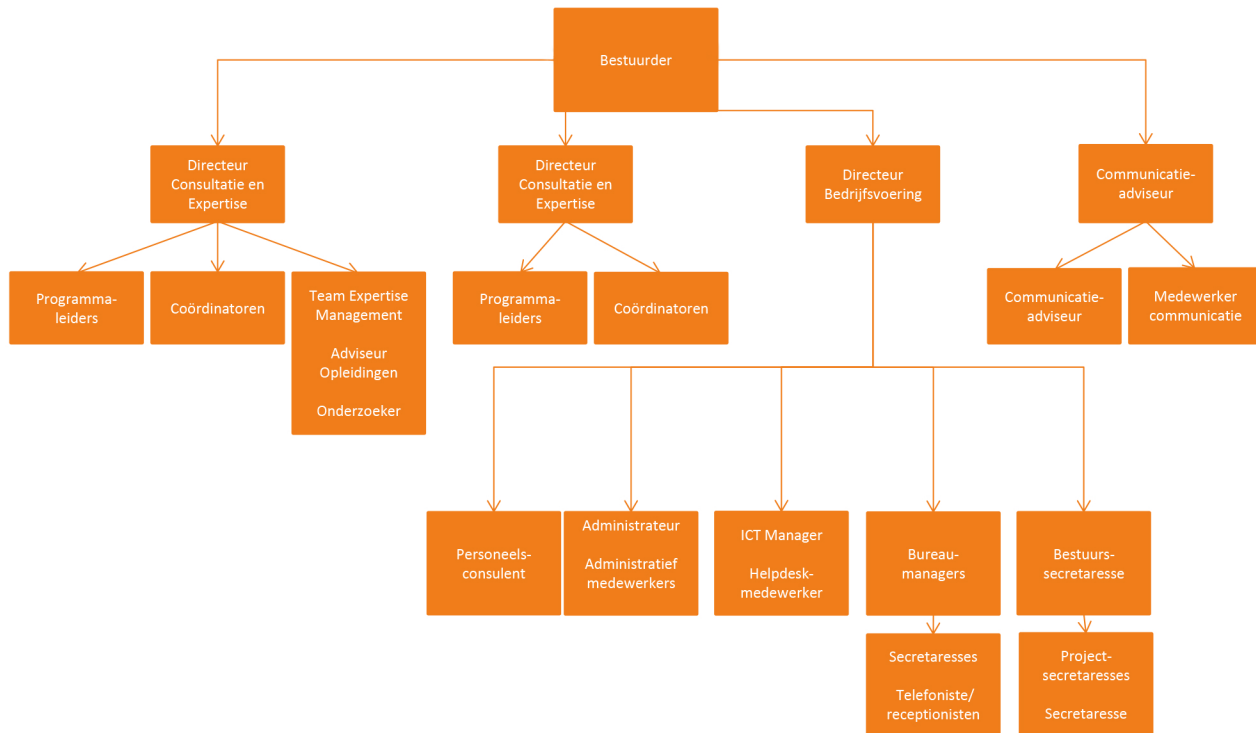 Bestuurder
Directeur
Consultatie en
Expertise
Directeur
Consultatie en
Expertise
Directeur
Bedrijfsvoering
Communicatie-
adviseur
Programma-
leiders
Coördinatoren
Team Expertise
Management
Adviseur
Opleidingen
Onderzoeker
Programma-
leiders
Coördinatoren
Communicatie-
adviseur
Medewerker
communicatie
Personeels-
consulent
Administrateur
Administratief
medewerkers
ICT Manager
Helpdesk-
medewerker
Bureau-
managers
Bestuurs-
secretaresse
Secretaresses
Telefoniste/
receptionisten
Project-
secretaresses
Secretaresse